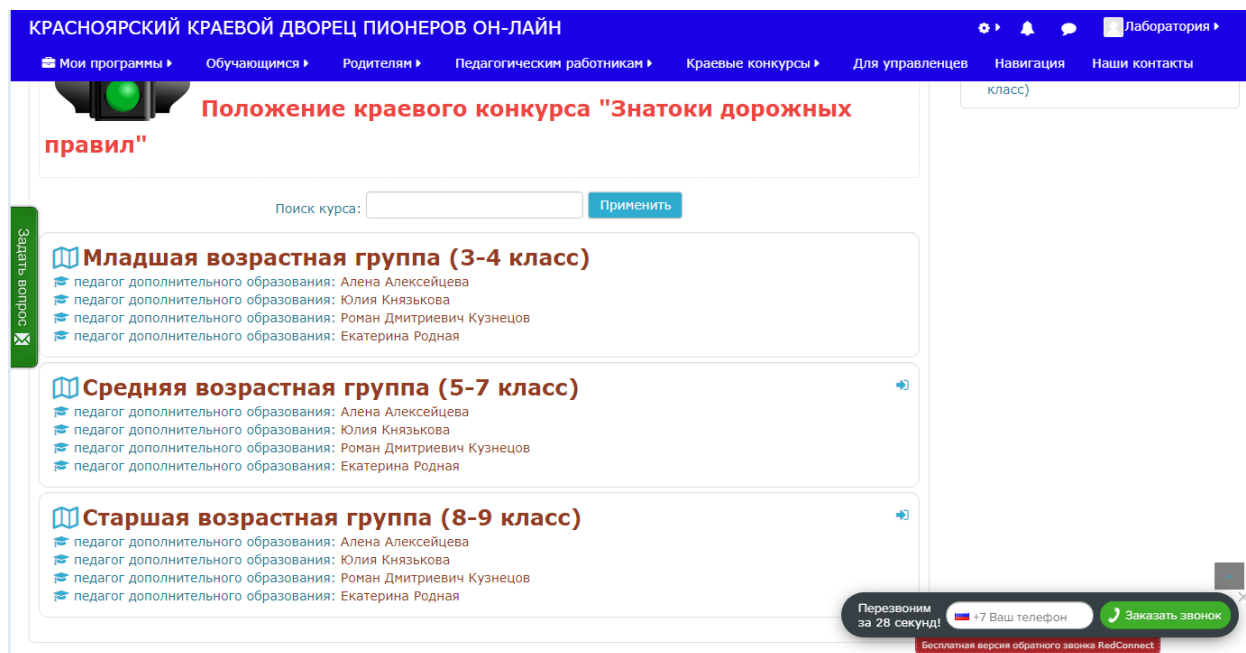 КРАСНОЯРСКИЙ КРАЕВОЙ ДВОРЕЦ ПИОНЕРОВ ОН-ЛАЙН
Лаборатория
Мои программы
Обучающимся
Родителям
Педагогическим работникам
Краевые конкурсы
Для управленцев
Навигация
Наши контакты
класс)
Положение краевого конкурса "Знатоки дорожных
правил"
Поиск курса:
Применить
Задать вопрос
Младшая возрастная группа (3-4 класс)
педагог дополнительного образования: Алена Алексейцева
педагог дополнительного образования: Юлия Князькова
педагог дополнительного образования: Роман Дмитриевич Кузнецов
педагог дополнительного образования: Екатерина Родная
Средняя возрастная группа (5-7 класс)
педагог дополнительного образования: Алена Алексейцева
педагог дополнительного образования: Юлия Князькова
педагог дополнительного образования: Роман Дмитриевич Кузнецов
педагог дополнительного образования: Екатерина Родная
Старшая возрастная группа (8-9 класс)
педагог дополнительного образования: Алена Алексейцева
педагог дополнительного образования: Юлия Князькова
педагог дополнительного образования: Роман Дмитриевич Кузнецов
педагог дополнительного образования: Екатерина Родная
Перезвоним
за 28 секунд!
+7 Ваш телефон
Заказать звонок
Бесплатная версия обратного звонка RedConnect